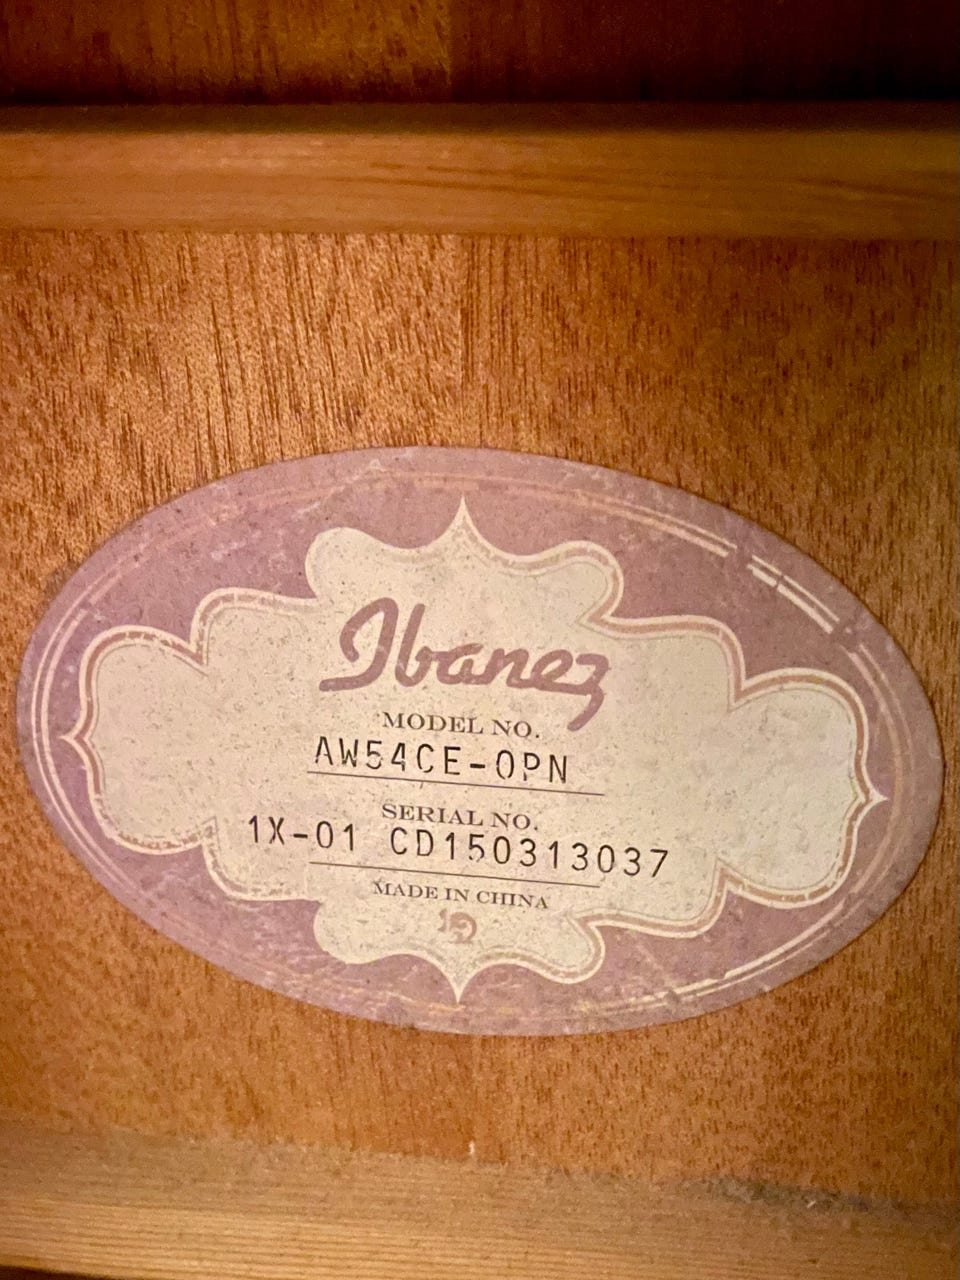 Ibanez
MODEL NO.
AW54CE-OPN
SERIAL NO.
1X-01 CD150313037
MADE IN CHINA